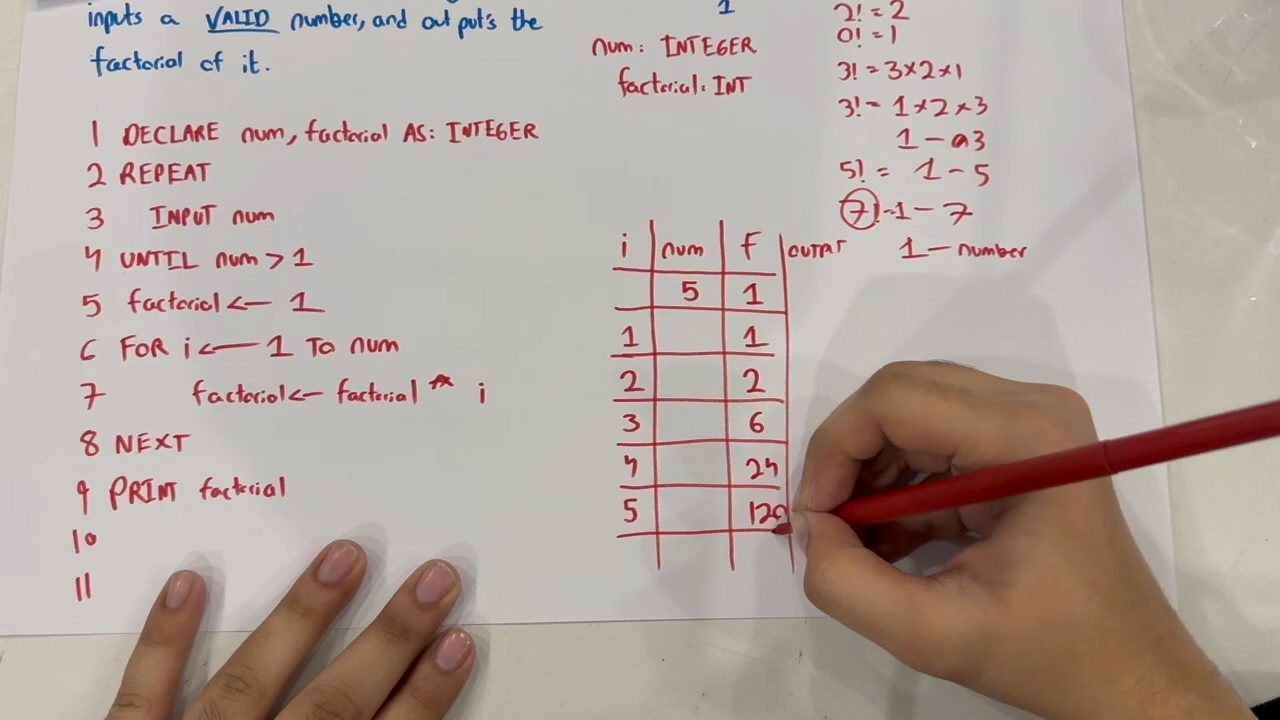 inputs a VALID number, and out put's the
factorial of it.
1 DECLARE num, factorial AS: INTEGER
2 REPEAT
3 INPUT num
4 UNTIL num > 1
5 factorial <— 1
6 FOR i <— 1 TO num
7 factorial <— factorial * i
8 NEXT
9 PRINT factorial
10
11
1
num: INTEGER
factorial: INT
2! = 2
0! = 1
3! = 3×2×1
3! = 1×2×3
1 – 3
5! = 1 – 5
7! - 1 – 7
1 – number
i num f OUTPUT
5 1
1 1
2 2
3 6
4 24
5 120